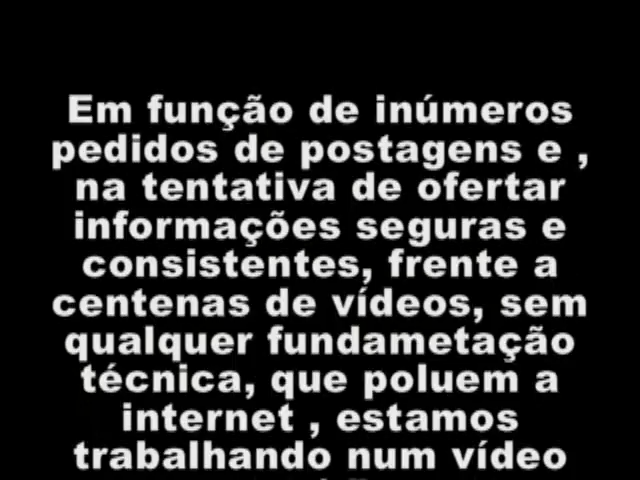 Em função de inúmeros
pedidos de postagens e ,
na tentativa de ofertar
informações seguras e
consistentes, frente a
centenas de vídeos, sem
qualquer fundametação
técnica, que poluem a
internet , estamos
trabalhando num vídeo